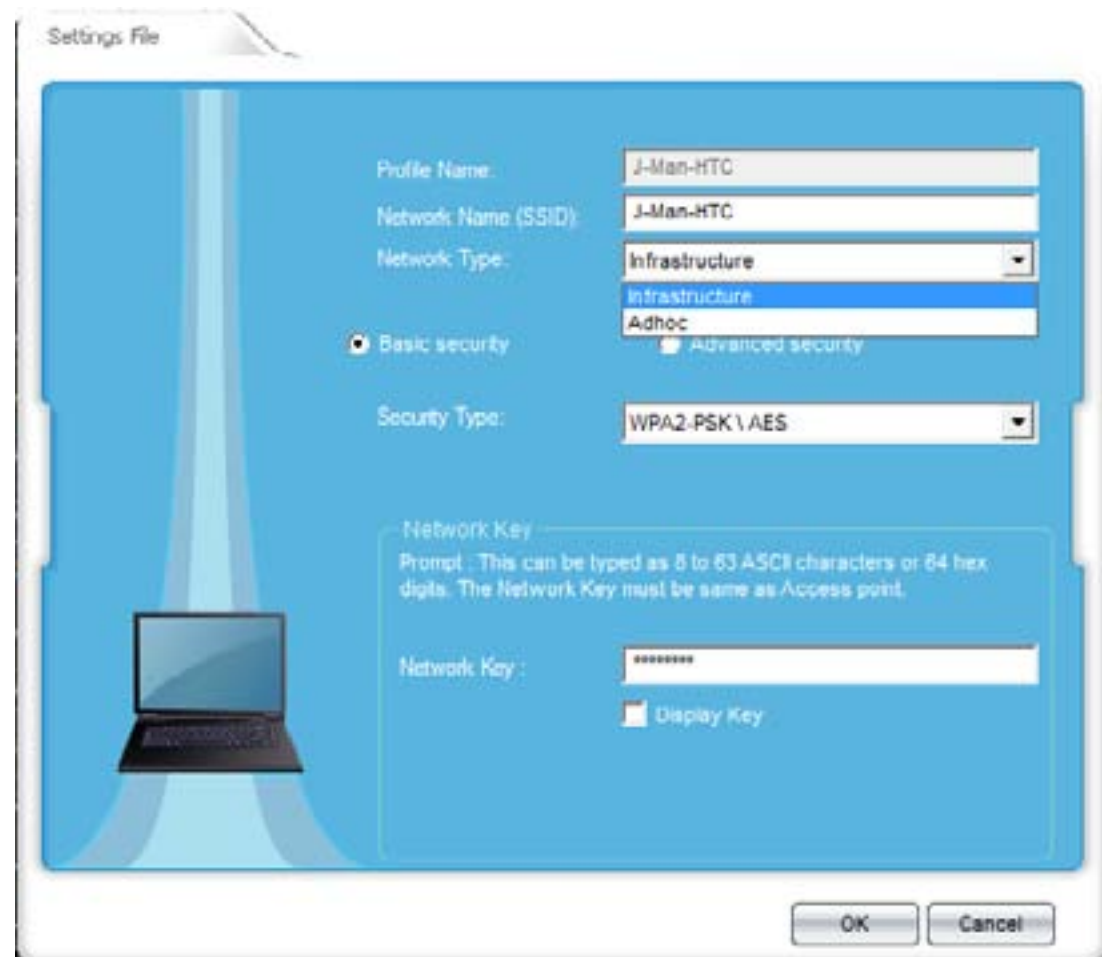 Settings File
Profile Name: J-Man-HTC
Network Name (SSID): J-Man-HTC
Network Type: Infrastructure
Infrastructure
Adhoc
Basic security Advanced security
Security Type: WPA2-PSK \ AES
Network Key
Prompt : This can be typed as 8 to 63 ASCII characters or 64 hex
digits. The Network Key must be same as Access point.
Network Key : ********
Display Key
OK Cancel